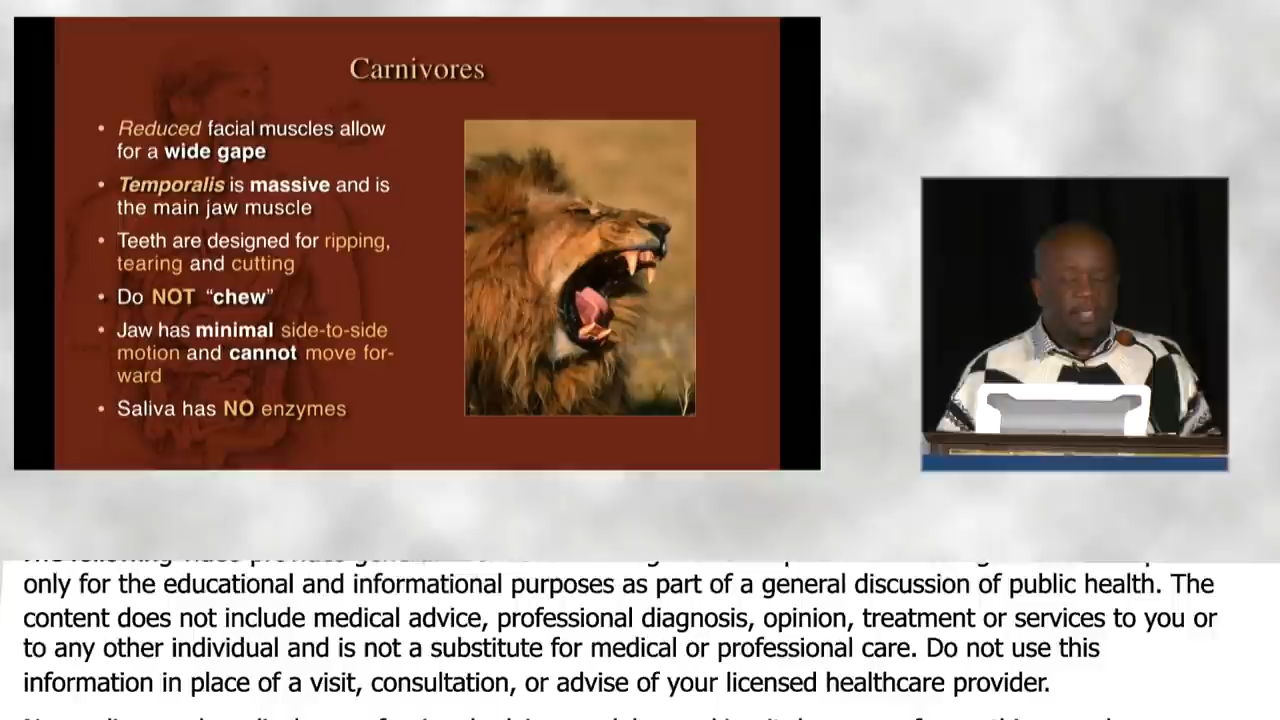 Carnivores
• Reduced facial muscles allow
for a wide gape
• Temporalis is massive and is
the main jaw muscle
• Teeth are designed for ripping,
tearing and cutting
• Do NOT “chew”
• Jaw has minimal side-to-side
motion and cannot move for-
ward
• Saliva has NO enzymes
only for the educational and informational purposes as part of a general discussion of public health. The
content does not include medical advice, professional diagnosis, opinion, treatment or services to you or
to any other individual and is not a substitute for medical or professional care. Do not use this
information in place of a visit, consultation, or advise of your licensed healthcare provider.